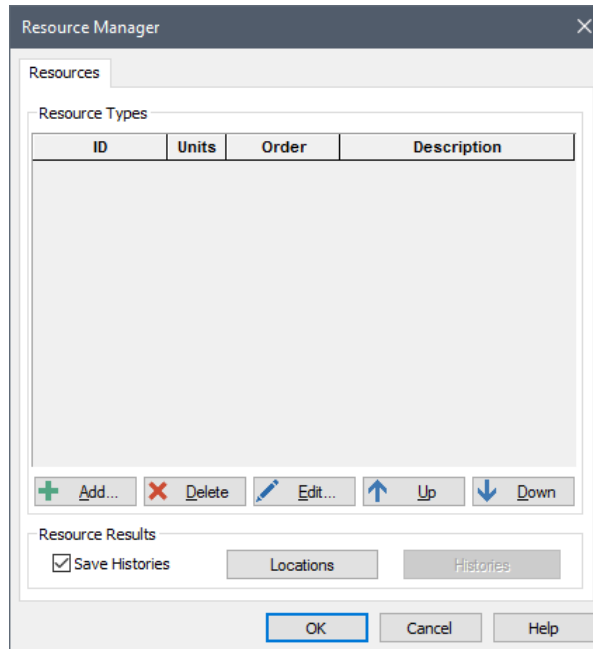 Resource Manager
Resources
Resource Types
ID Units Order Description
Add... Delete Edit... Up Down
Resource Results
Save Histories Locations Histories
OK Cancel Help